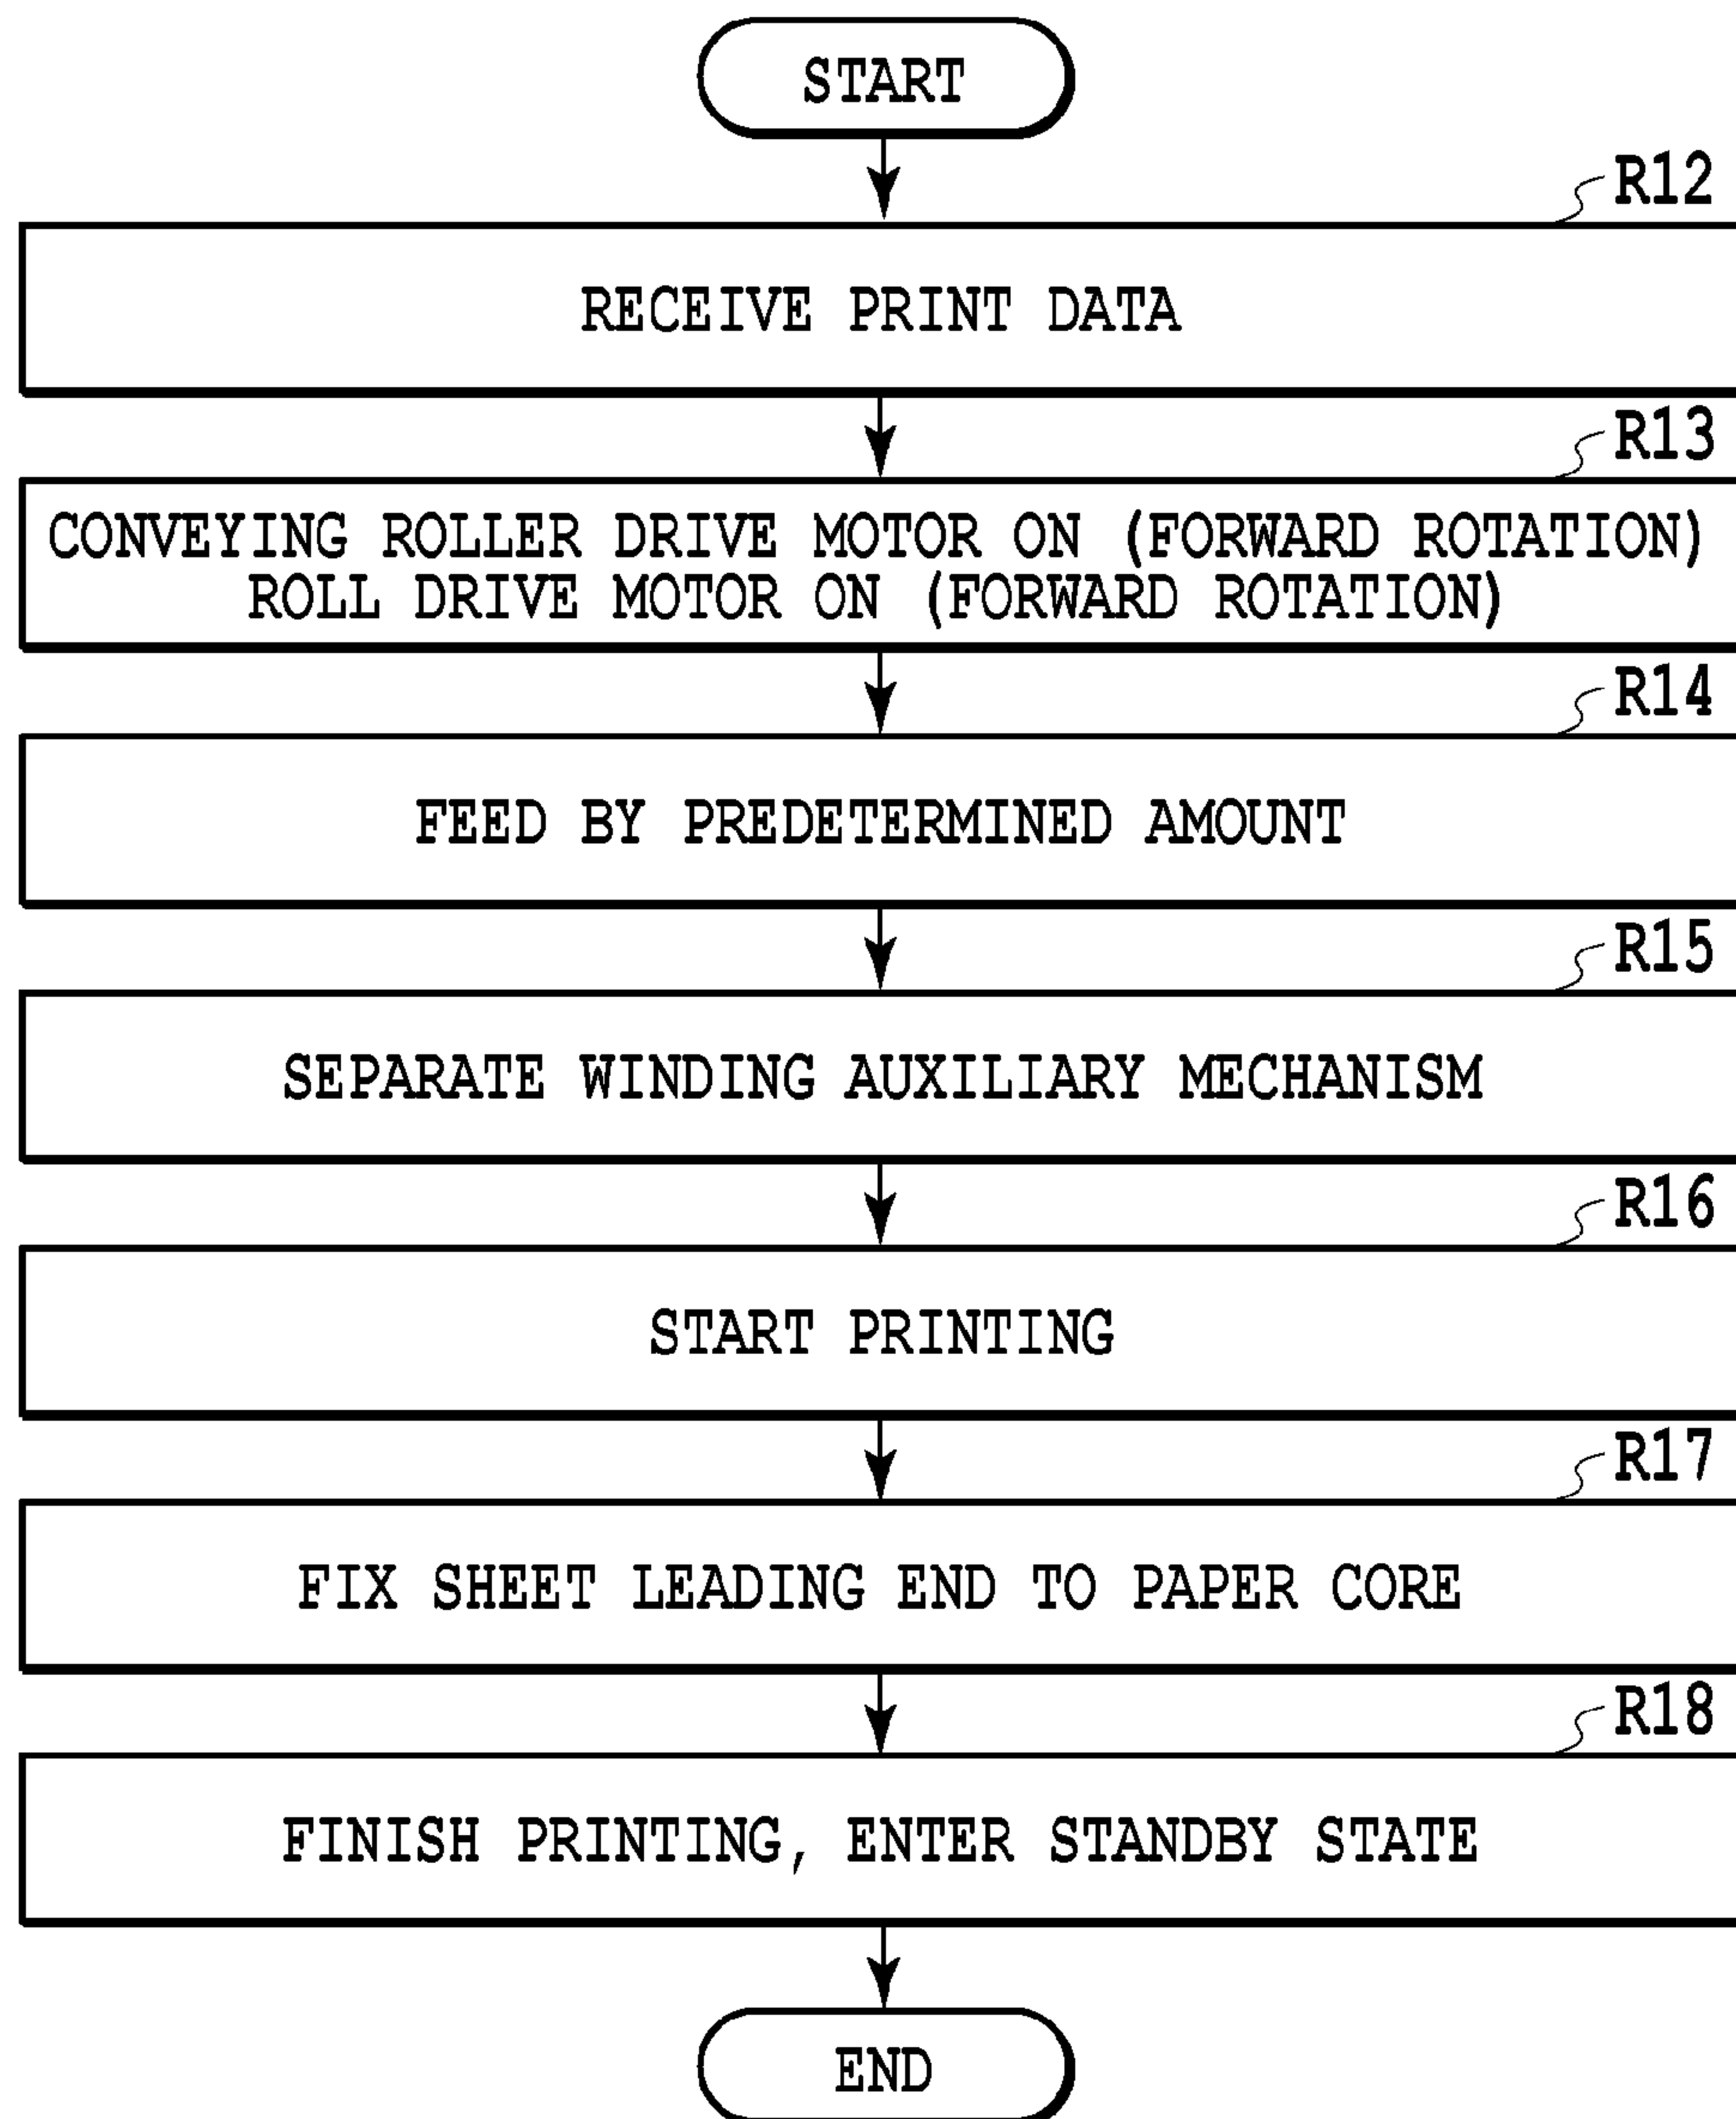 START
R12
RECEIVE PRINT DATA
R13
CONVEYING ROLLER DRIVE MOTOR ON (FORWARD ROTATION)
ROLL DRIVE MOTOR ON (FORWARD ROTATION)
R14
FEED BY PREDETERMINED AMOUNT
R15
SEPARATE WINDING AUXILIARY MECHANISM
R16
START PRINTING
R17
FIX SHEET LEADING END TO PAPER CORE
R18
FINISH PRINTING, ENTER STANDBY STATE
END